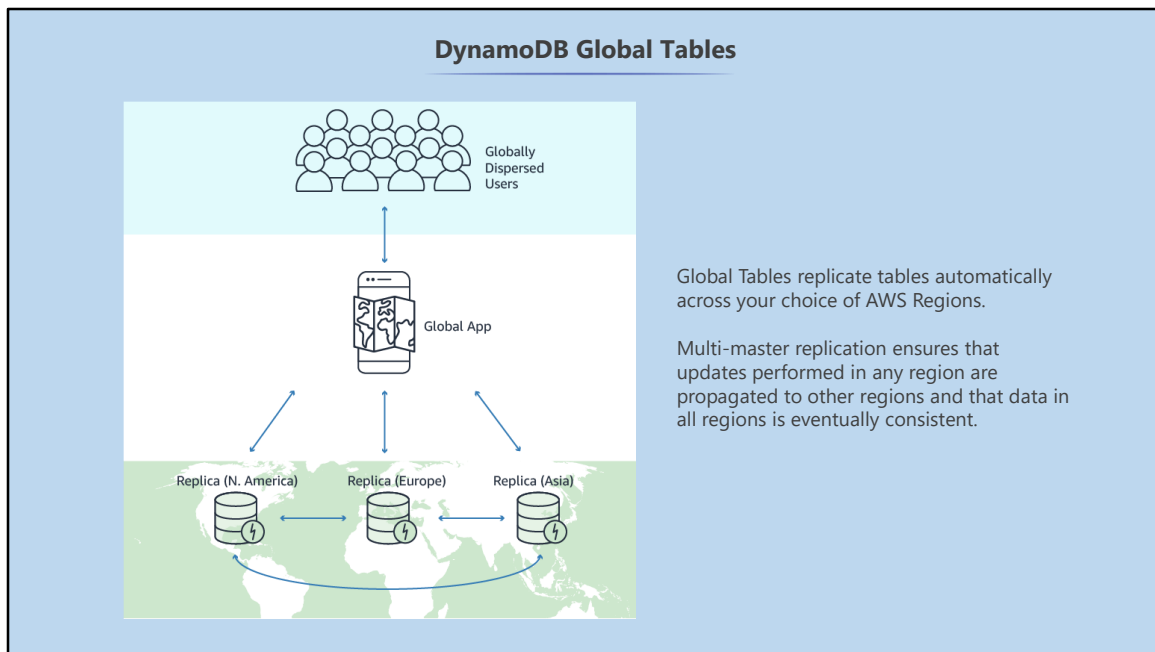 DynamoDB Global Tables
Globally
Dispersed
Users
Global App
Replica (N. America)
Replica (Europe)
Replica (Asia)
Global Tables replicate tables automatically
across your choice of AWS Regions.
Multi-master replication ensures that
updates performed in any region are
propagated to other regions and that data in
all regions is eventually consistent.